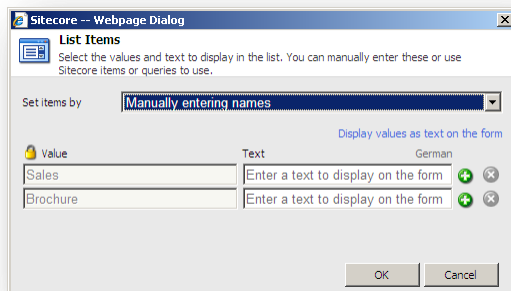 Sitecore -- Webpage Dialog
List Items
Select the values and text to display in the list. You can manually enter these or use
Sitecore items or queries to use.
Set items by
Manually entering names
Display values as text on the form
Value Text German
Sales Enter a text to display on the form
Brochure Enter a text to display on the form
OK Cancel